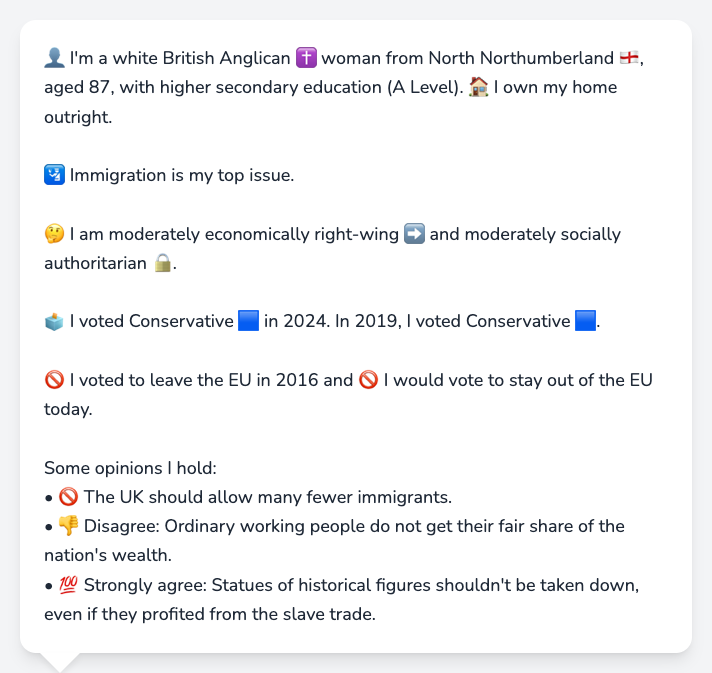 👤 I'm a white British Anglican ✝️ woman from North Northumberland 🏴󠁧󠁢󠁥󠁮󠁧󠁿,
aged 87, with higher secondary education (A Level). 🏠 I own my home
outright.
🛂 Immigration is my top issue.
🤔 I am moderately economically right-wing ➡️ and moderately socially
authoritarian 🔒.
🗳️ I voted Conservative 🟦 in 2024. In 2019, I voted Conservative 🟦.
🚫 I voted to leave the EU in 2016 and 🚫 I would vote to stay out of the EU
today.
Some opinions I hold:
• 🚫 The UK should allow many fewer immigrants.
• 👎 Disagree: Ordinary working people do not get their fair share of the
nation's wealth.
• 💯 Strongly agree: Statues of historical figures shouldn't be taken down,
even if they profited from the slave trade.